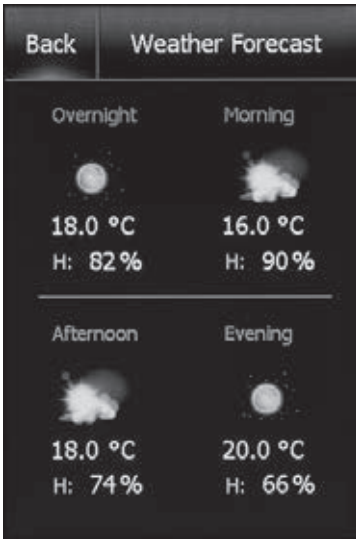 Back Weather Forecast
Overnight Morning
18.0 °C 16.0 °C
H: 82% H: 90%
Afternoon Evening
18.0 °C 20.0 °C
H: 74% H: 66%